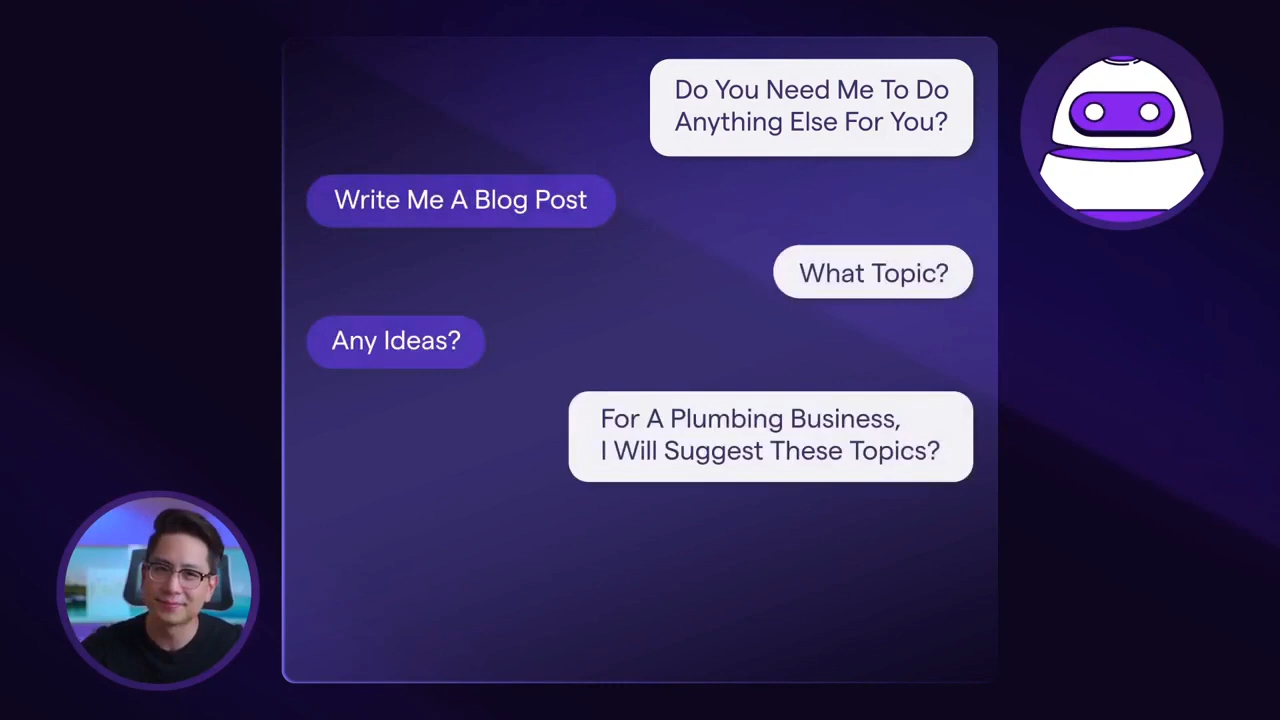 Do You Need Me To Do
Anything Else For You?
Write Me A Blog Post
What Topic?
Any Ideas?
For A Plumbing Business,
I Will Suggest These Topics?